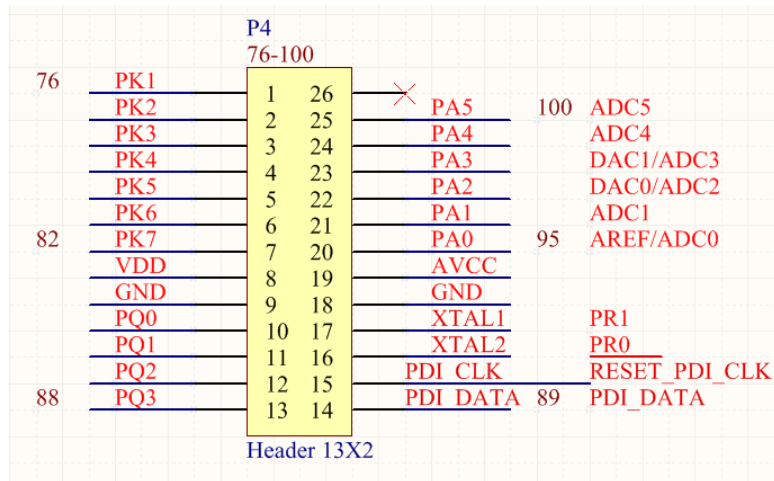 P4
76-100
76 PK1 1 26
PK2 2 25 PA5 100 ADC5
PK3 3 24 PA4 ADC4
PK4 4 23 PA3 DAC1/ADC3
PK5 5 22 PA2 DAC0/ADC2
PK6 6 21 PA1 ADC1
82 PK7 7 20 PA0 95 AREF/ADC0
VDD 8 19 AVCC
GND 9 18 GND
PQ0 10 17 XTAL1 PR1
PQ1 11 16 XTAL2 PR0
PQ2 12 15 PDI_CLK RESET_PDI_CLK
88 PQ3 13 14 PDI_DATA 89 PDI_DATA
Header 13X2